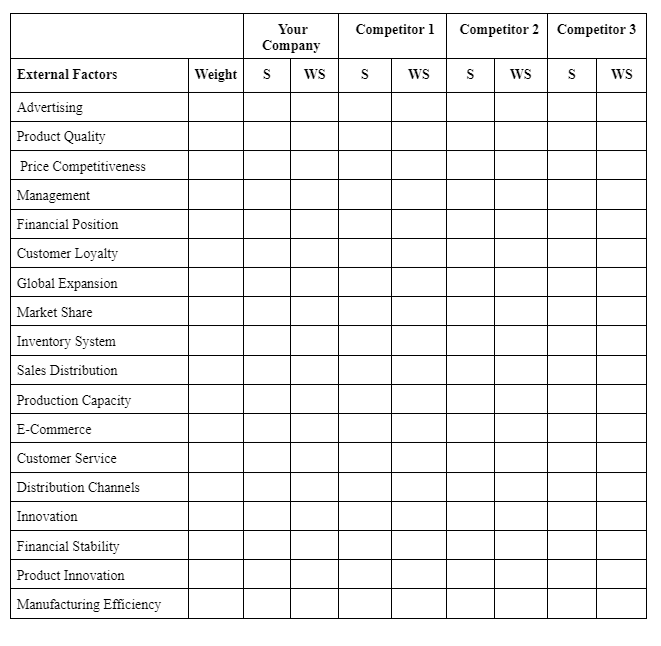 Your Company Competitor 1 Competitor 2 Competitor 3
External Factors Weight S WS S WS S WS S WS
Advertising
Product Quality
Price Competitiveness
Management
Financial Position
Customer Loyalty
Global Expansion
Market Share
Inventory System
Sales Distribution
Production Capacity
E-Commerce
Customer Service
Distribution Channels
Innovation
Financial Stability
Product Innovation
Manufacturing Efficiency